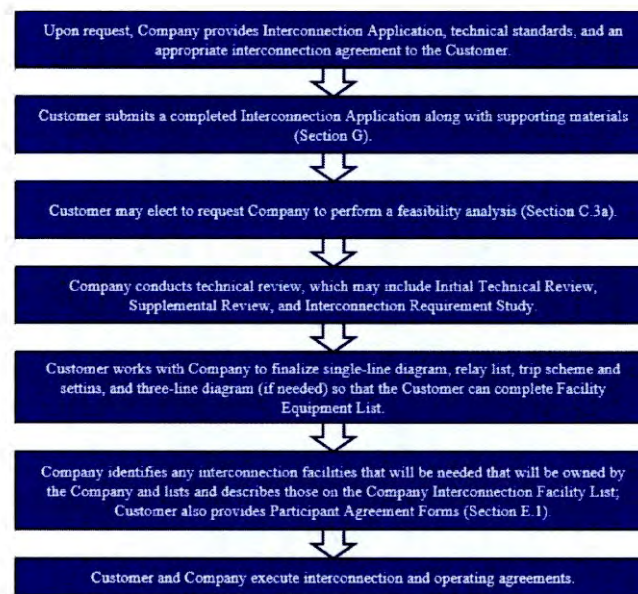 Upon request, Company provides Interconnection Application, technical standards, and an
appropriate interconnection agreement to the Customer.
Customer submits a completed Interconnection Application along with supporting materials
(Section G).
Customer may elect to request Company to perform a feasibility analysis (Section C.3a).
Company conducts technical review, which may include Initial Technical Review,
Supplemental Review, and Interconnection Requirement Study.
Customer works with Company to finalize single-line diagram, relay list, trip scheme and
settins, and three-line diagram (if needed) so that the Customer can complete Facility
Equipment List.
Company identifies any interconnection facilities that will be needed that will be owned by
the Company and lists and describes those on the Company Interconnection Facility List;
Customer also provides Participant Agreement Forms (Section E.1).
Customer and Company execute interconnection and operating agreements.